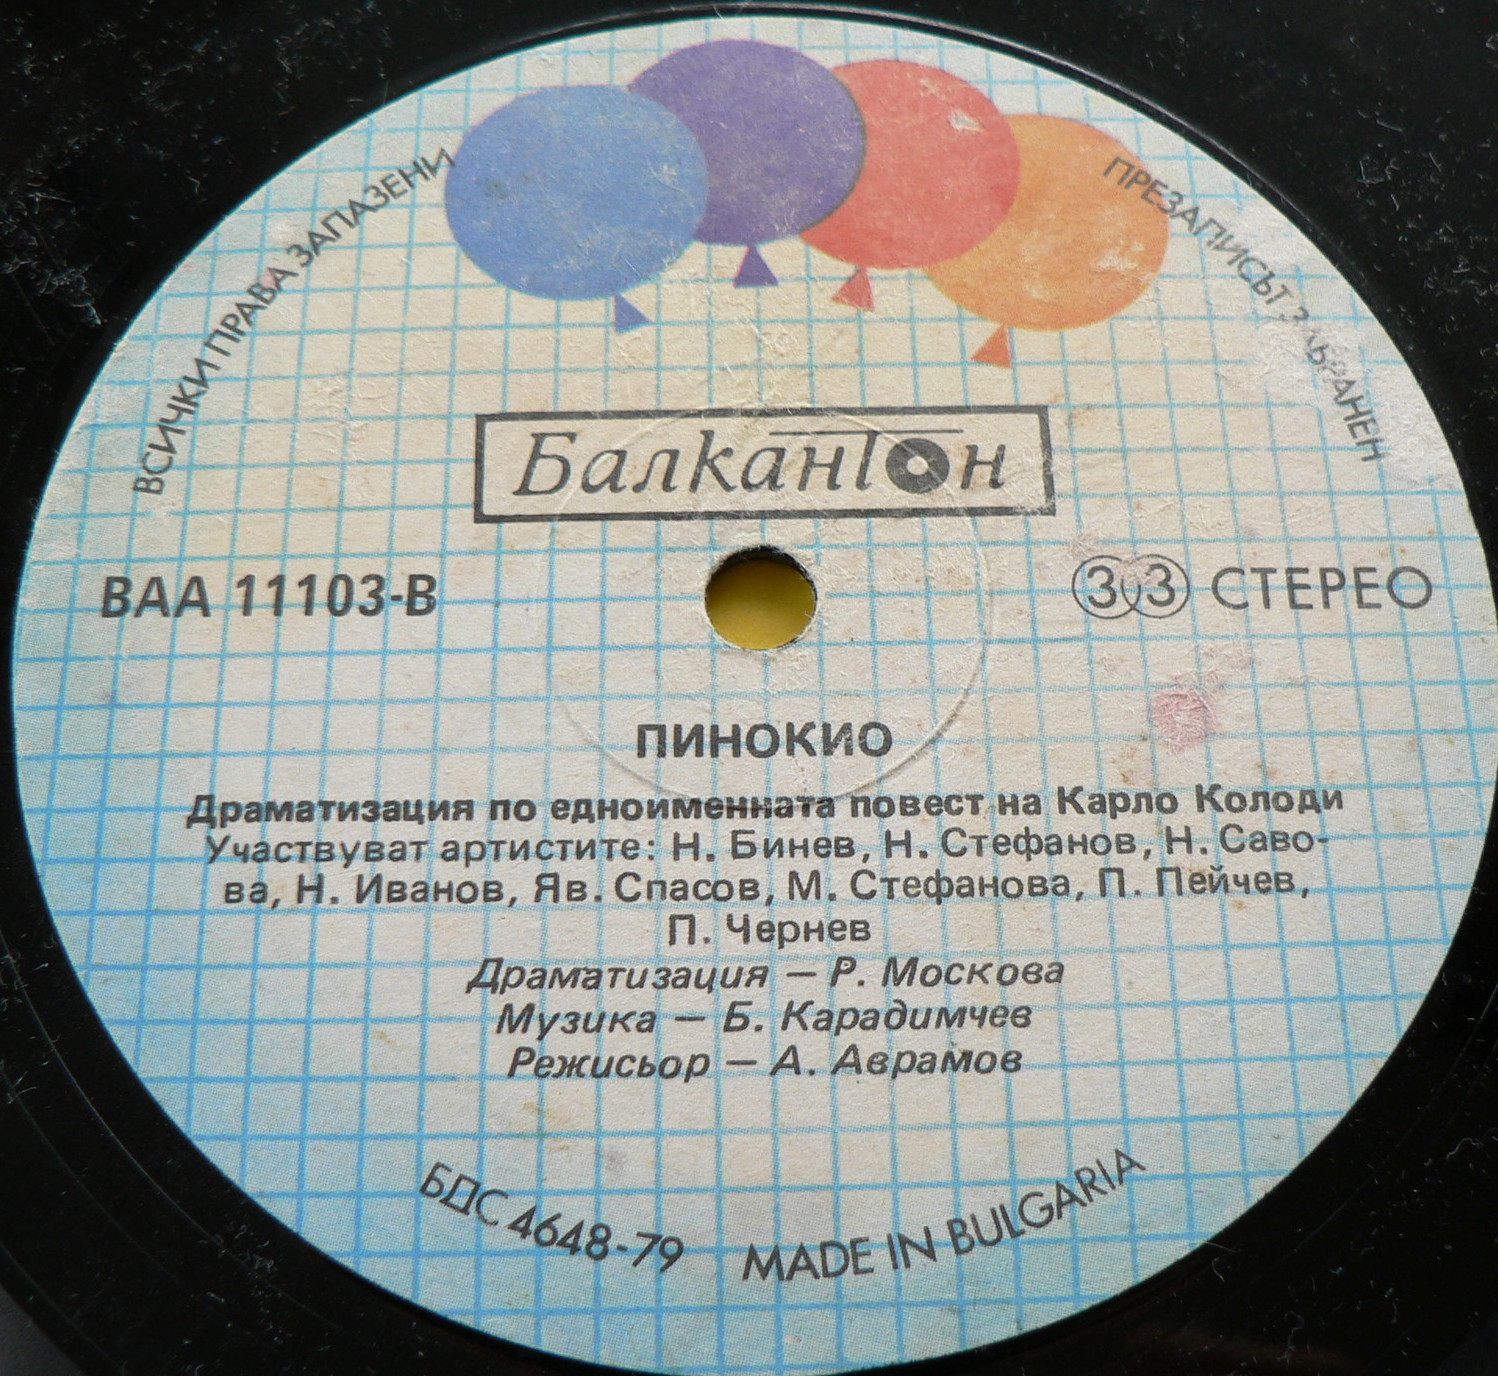 ВСИЧКИ ПРАВА ЗАПАЗЕНИ
ПРЕЗАПИСЪТ ЗАБРАНЕН
Балкантон
ВАА 11103-В
33 СТЕРЕО
ПИНОКИО
Драматизация по едноименната повест на Карло Колоди
Участвуват артистите: Н. Бинев, Н. Стефанов, Н. Саво-
ва, Н. Иванов, Яв. Спасов, М. Стефанова, П. Пейчев,
П. Чернев
Драматизация — Р. Москова
Музика — Б. Карадимчев
Режисьор — А. Аврамов
БДС 4648-79
MADE IN BULGARIA